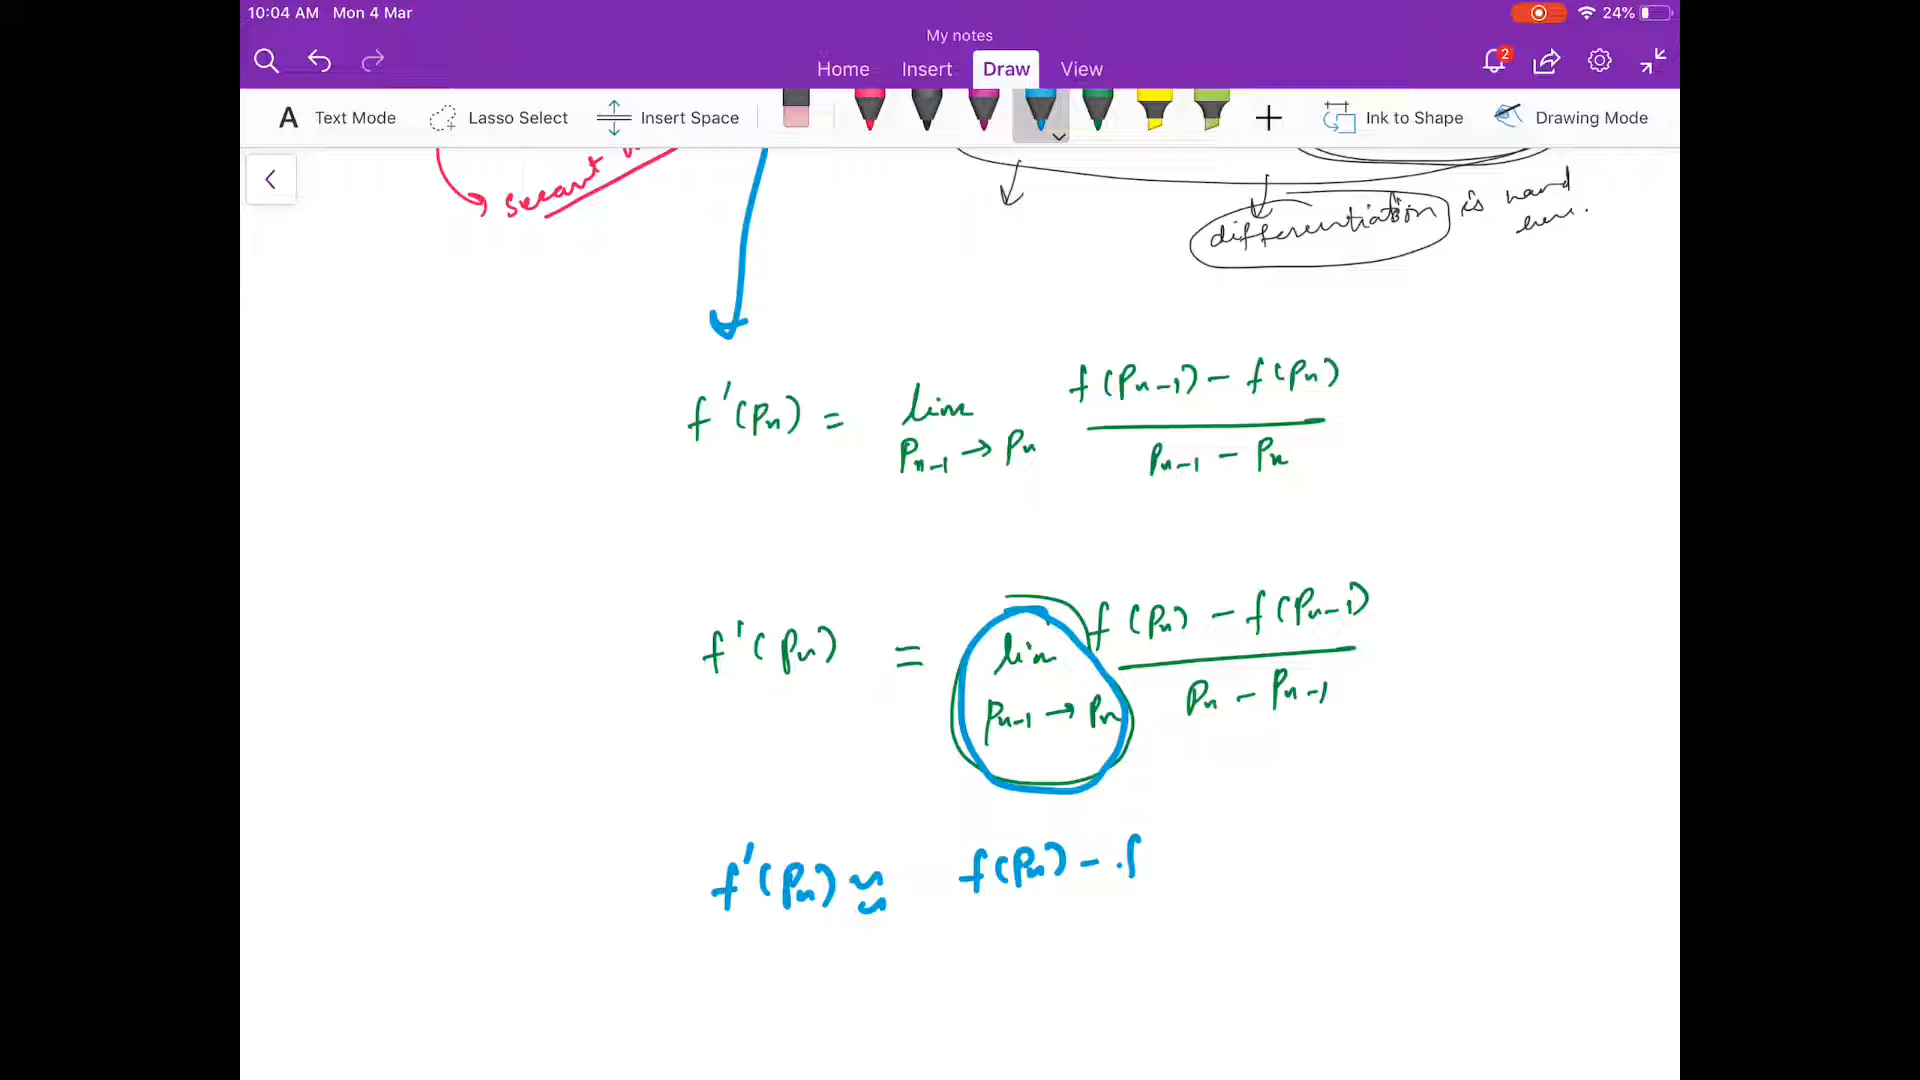 10:04 AM Mon 4 Mar 24%
My notes
Home Insert Draw View 2
A Text Mode Lasso Select Insert Space Ink to Shape Drawing Mode
secant
differentiation is hard
here.
f'(Pn) = lim Pn-1 → Pn f(Pn-1) - f(Pn) / Pn-1 - Pn
f'(Pn) = lim Pn-1 → Pn f(Pn) - f(Pn-1) / Pn - Pn-1
f'(Pn) ≈ f(Pn) - f